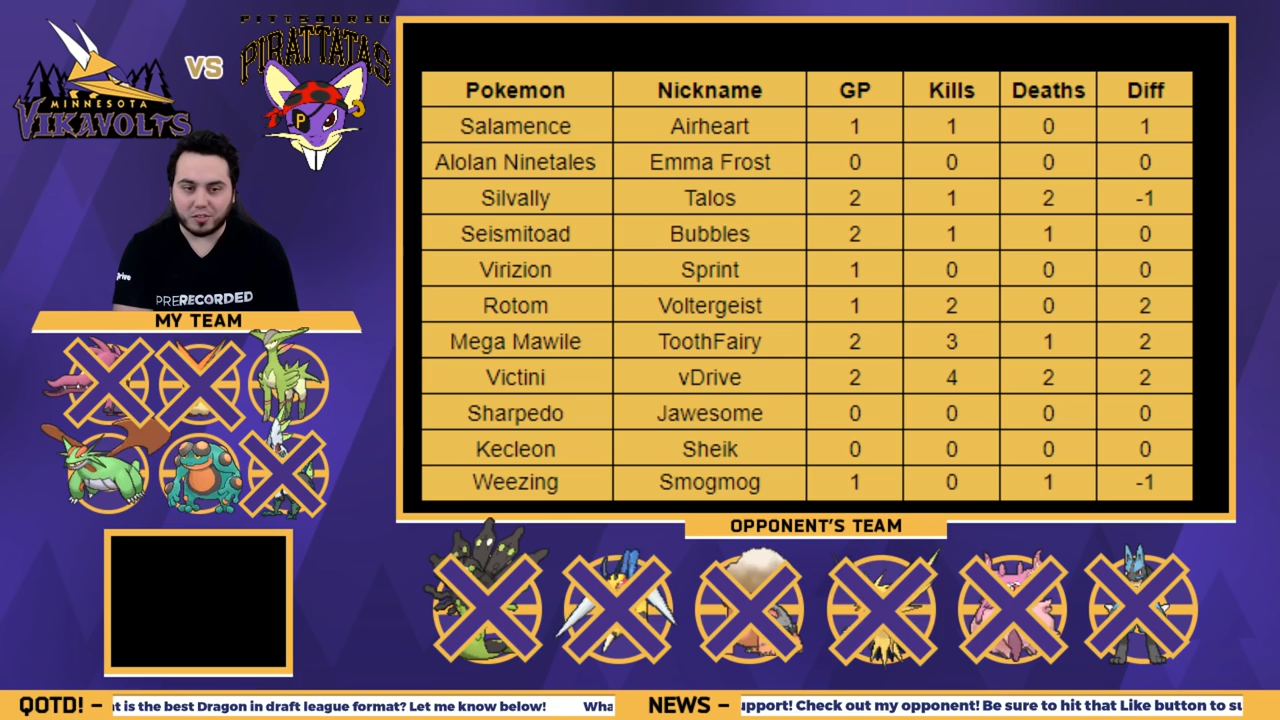 PITTSBURGH
PIRATTATAS
VS
MINNESOTA
VIKAVOLTS
P
PRERECORDED
MY TEAM
Pokemon Nickname GP Kills Deaths Diff
Salamence Airheart 1 1 0 1
Alolan Ninetales Emma Frost 0 0 0 0
Silvally Talos 2 1 2 -1
Seismitoad Bubbles 2 1 1 0
Virizion Sprint 1 0 0 0
Rotom Voltergeist 1 2 0 2
Mega Mawile ToothFairy 2 3 1 2
Victini vDrive 2 4 2 2
Sharpedo Jawesome 0 0 0 0
Kecleon Sheik 0 0 0 0
Weezing Smogmog 1 0 1 -1
OPPONENT'S TEAM
QOTD! – t is the best Dragon in draft league format? Let me know below! Wha
NEWS – upport! Check out my opponent! Be sure to hit that Like button to su